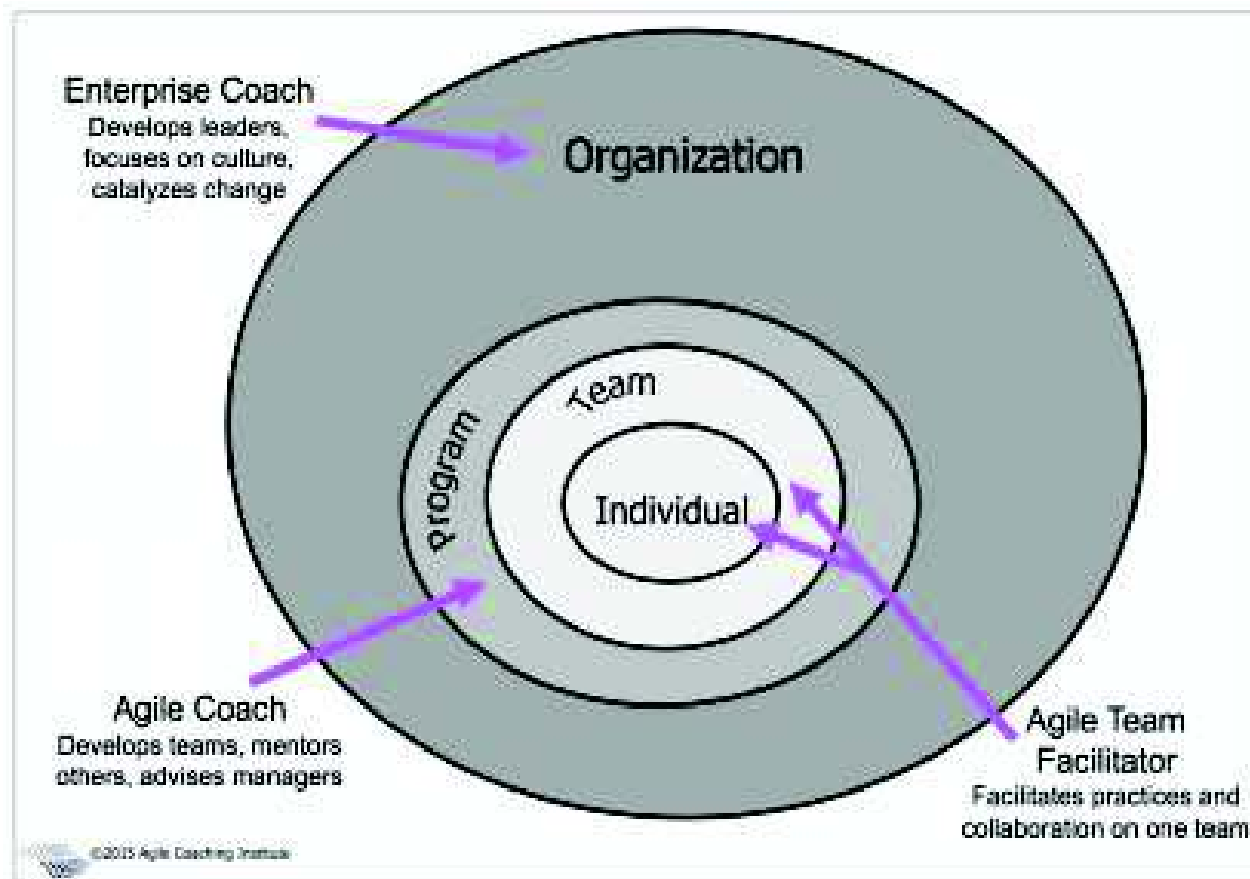 Enterprise Coach
Develops leaders,
focuses on culture,
catalyzes change
Organization
Team
Program
Individual
Agile Coach
Develops teams, mentors
others, advises managers
Agile Team
Facilitator
Facilitates practices and
collaboration on one team
©2015 Agile Coaching Institute